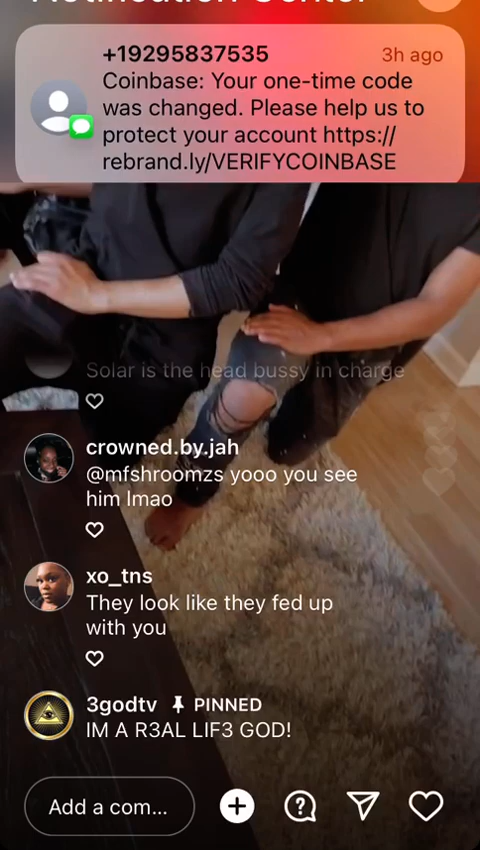 Notification Center
+19295837535 3h ago
Coinbase: Your one-time code
was changed. Please help us to
protect your account https://
rebrand.ly/VERIFYCOINBASE
Solar is the head bussy in charge
crowned.by.jah
@mfshroomzs yooo you see
him lmao
xo_tns
They look like they fed up
with you
3godtv PINNED
IM A R3AL LIF3 GOD!
Add a com...